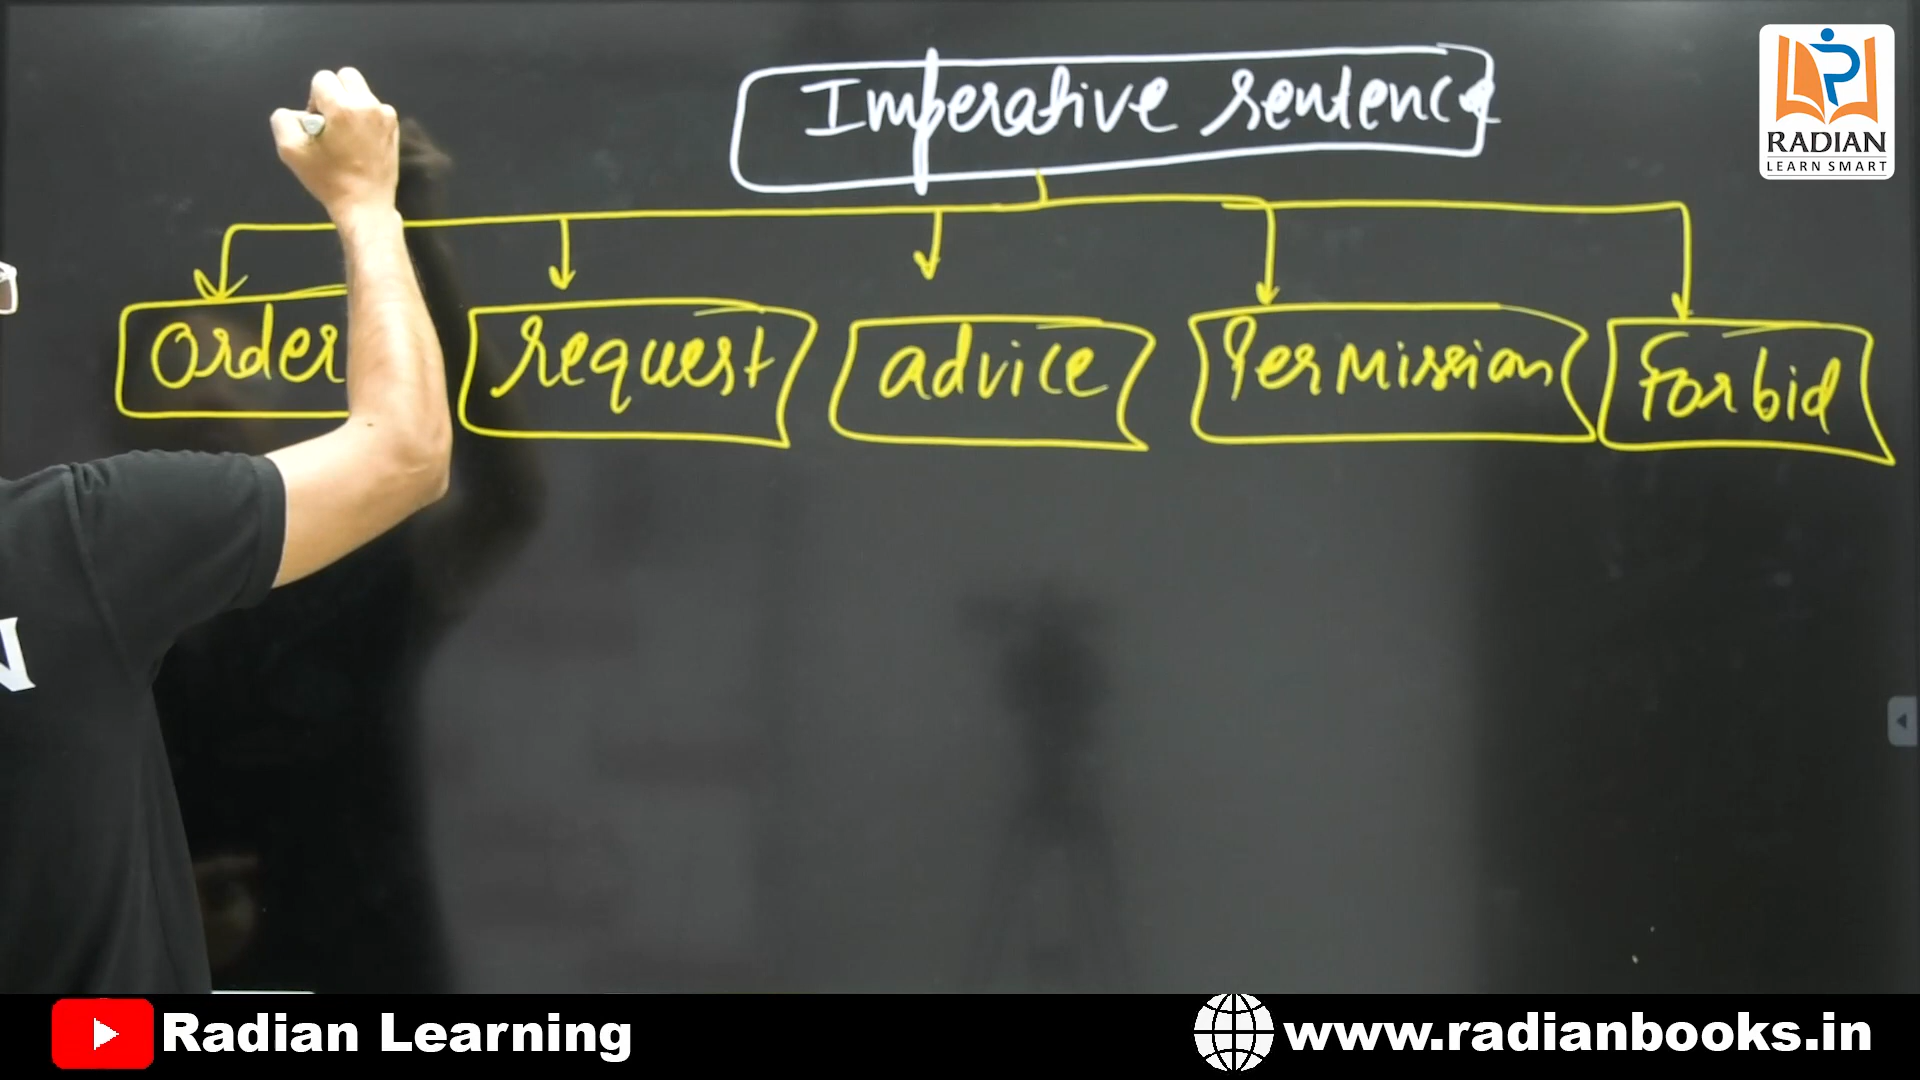 Imperative sentence
RADIAN
LEARN SMART
order
request
advice
Permission
forbid
Radian Learning
www.radianbooks.in